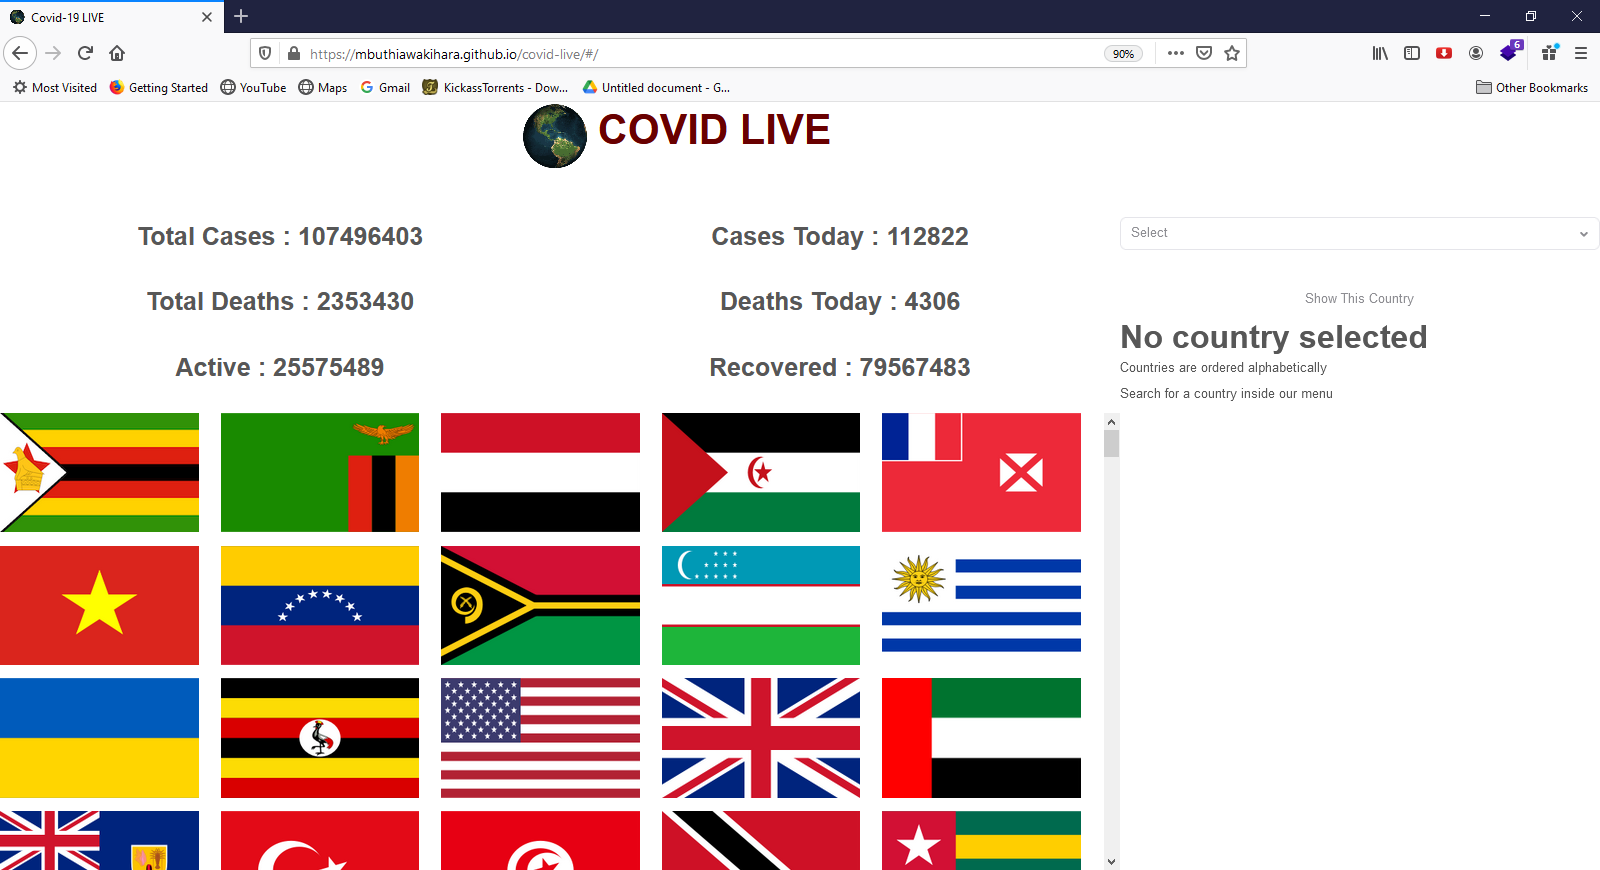 Covid-19 LIVE
https://mbuthiawakihara.github.io/covid-live/#/
90%
6
Most Visited
Getting Started
YouTube
Maps
Gmail
KickassTorrents - Dow...
Untitled document - G...
Other Bookmarks
COVID LIVE
Total Cases : 107496403
Cases Today : 112822
Select
Total Deaths : 2353430
Deaths Today : 4306
Show This Country
No country selected
Active : 25575489
Recovered : 79567483
Countries are ordered alphabetically
Search for a country inside our menu